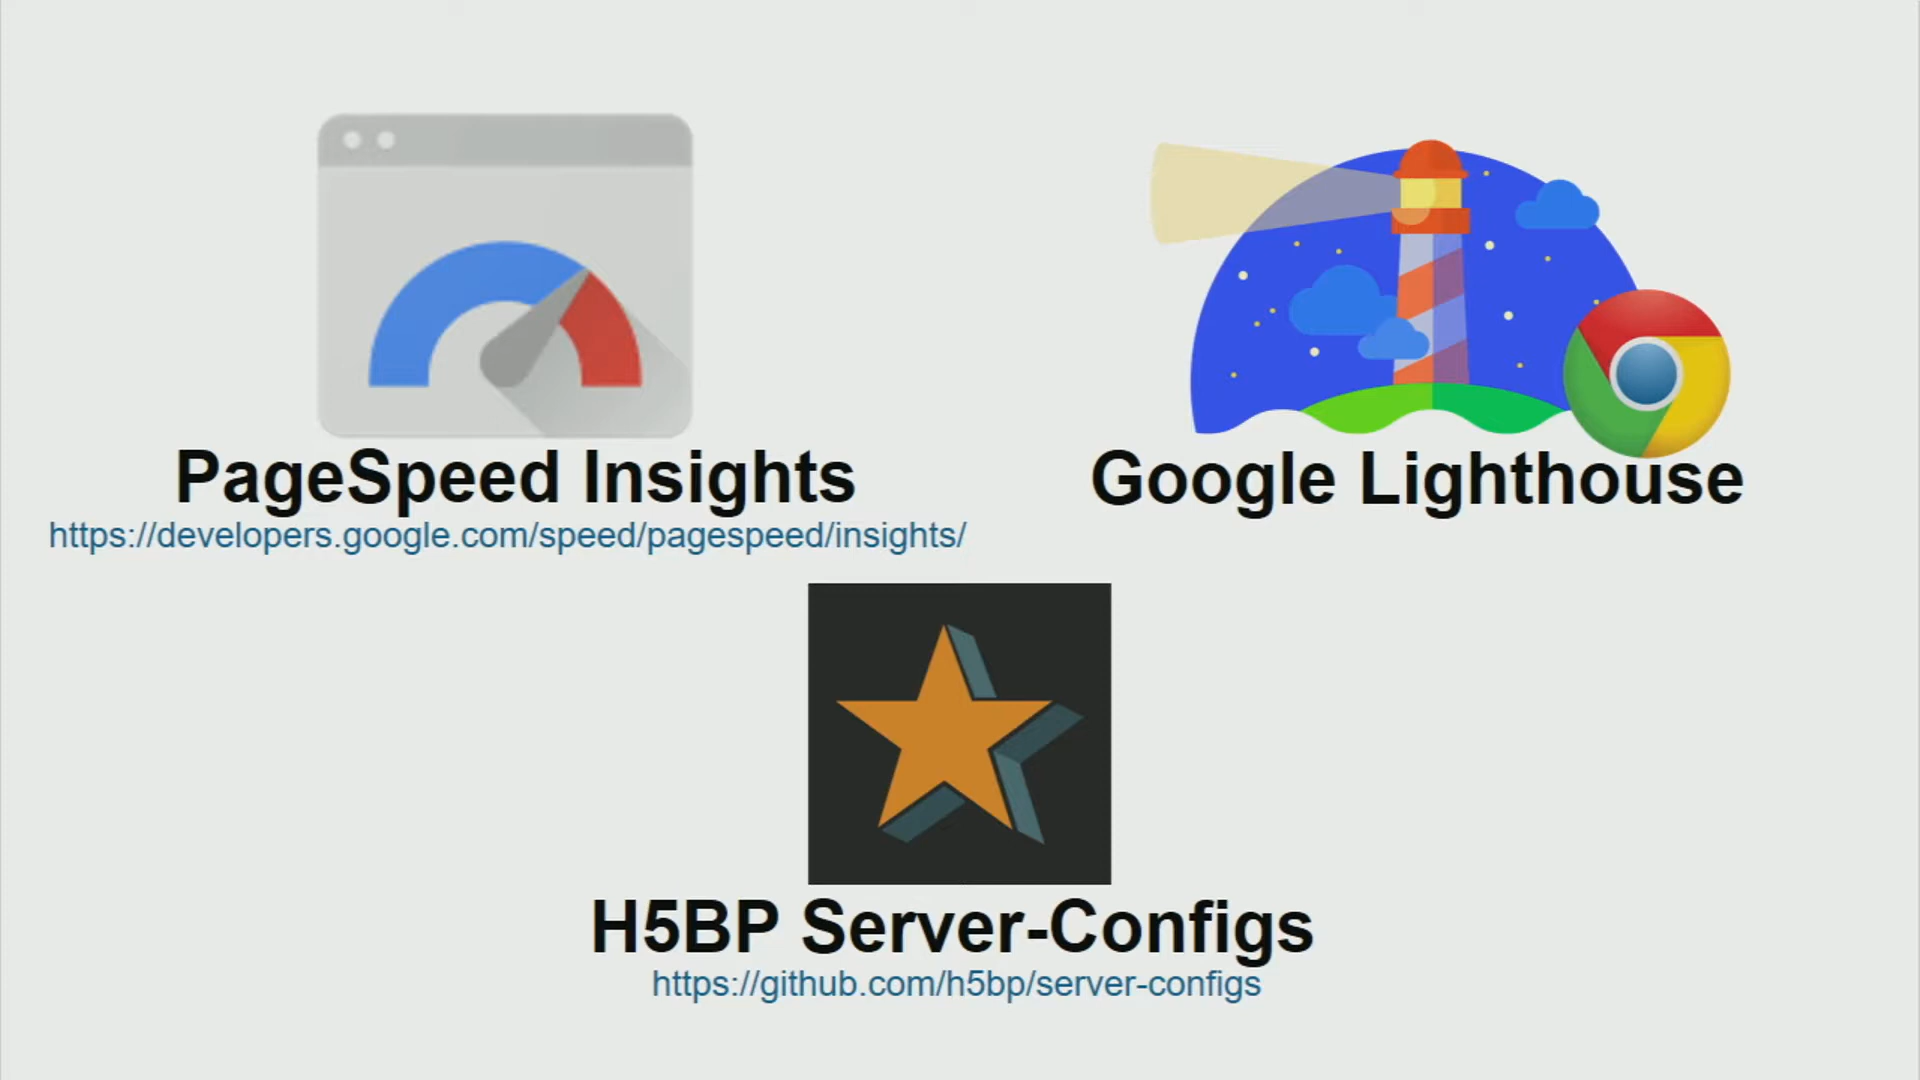 PageSpeed Insights
https://developers.google.com/speed/pagespeed/insights/
Google Lighthouse
H5BP Server-Configs
https://github.com/h5bp/server-configs